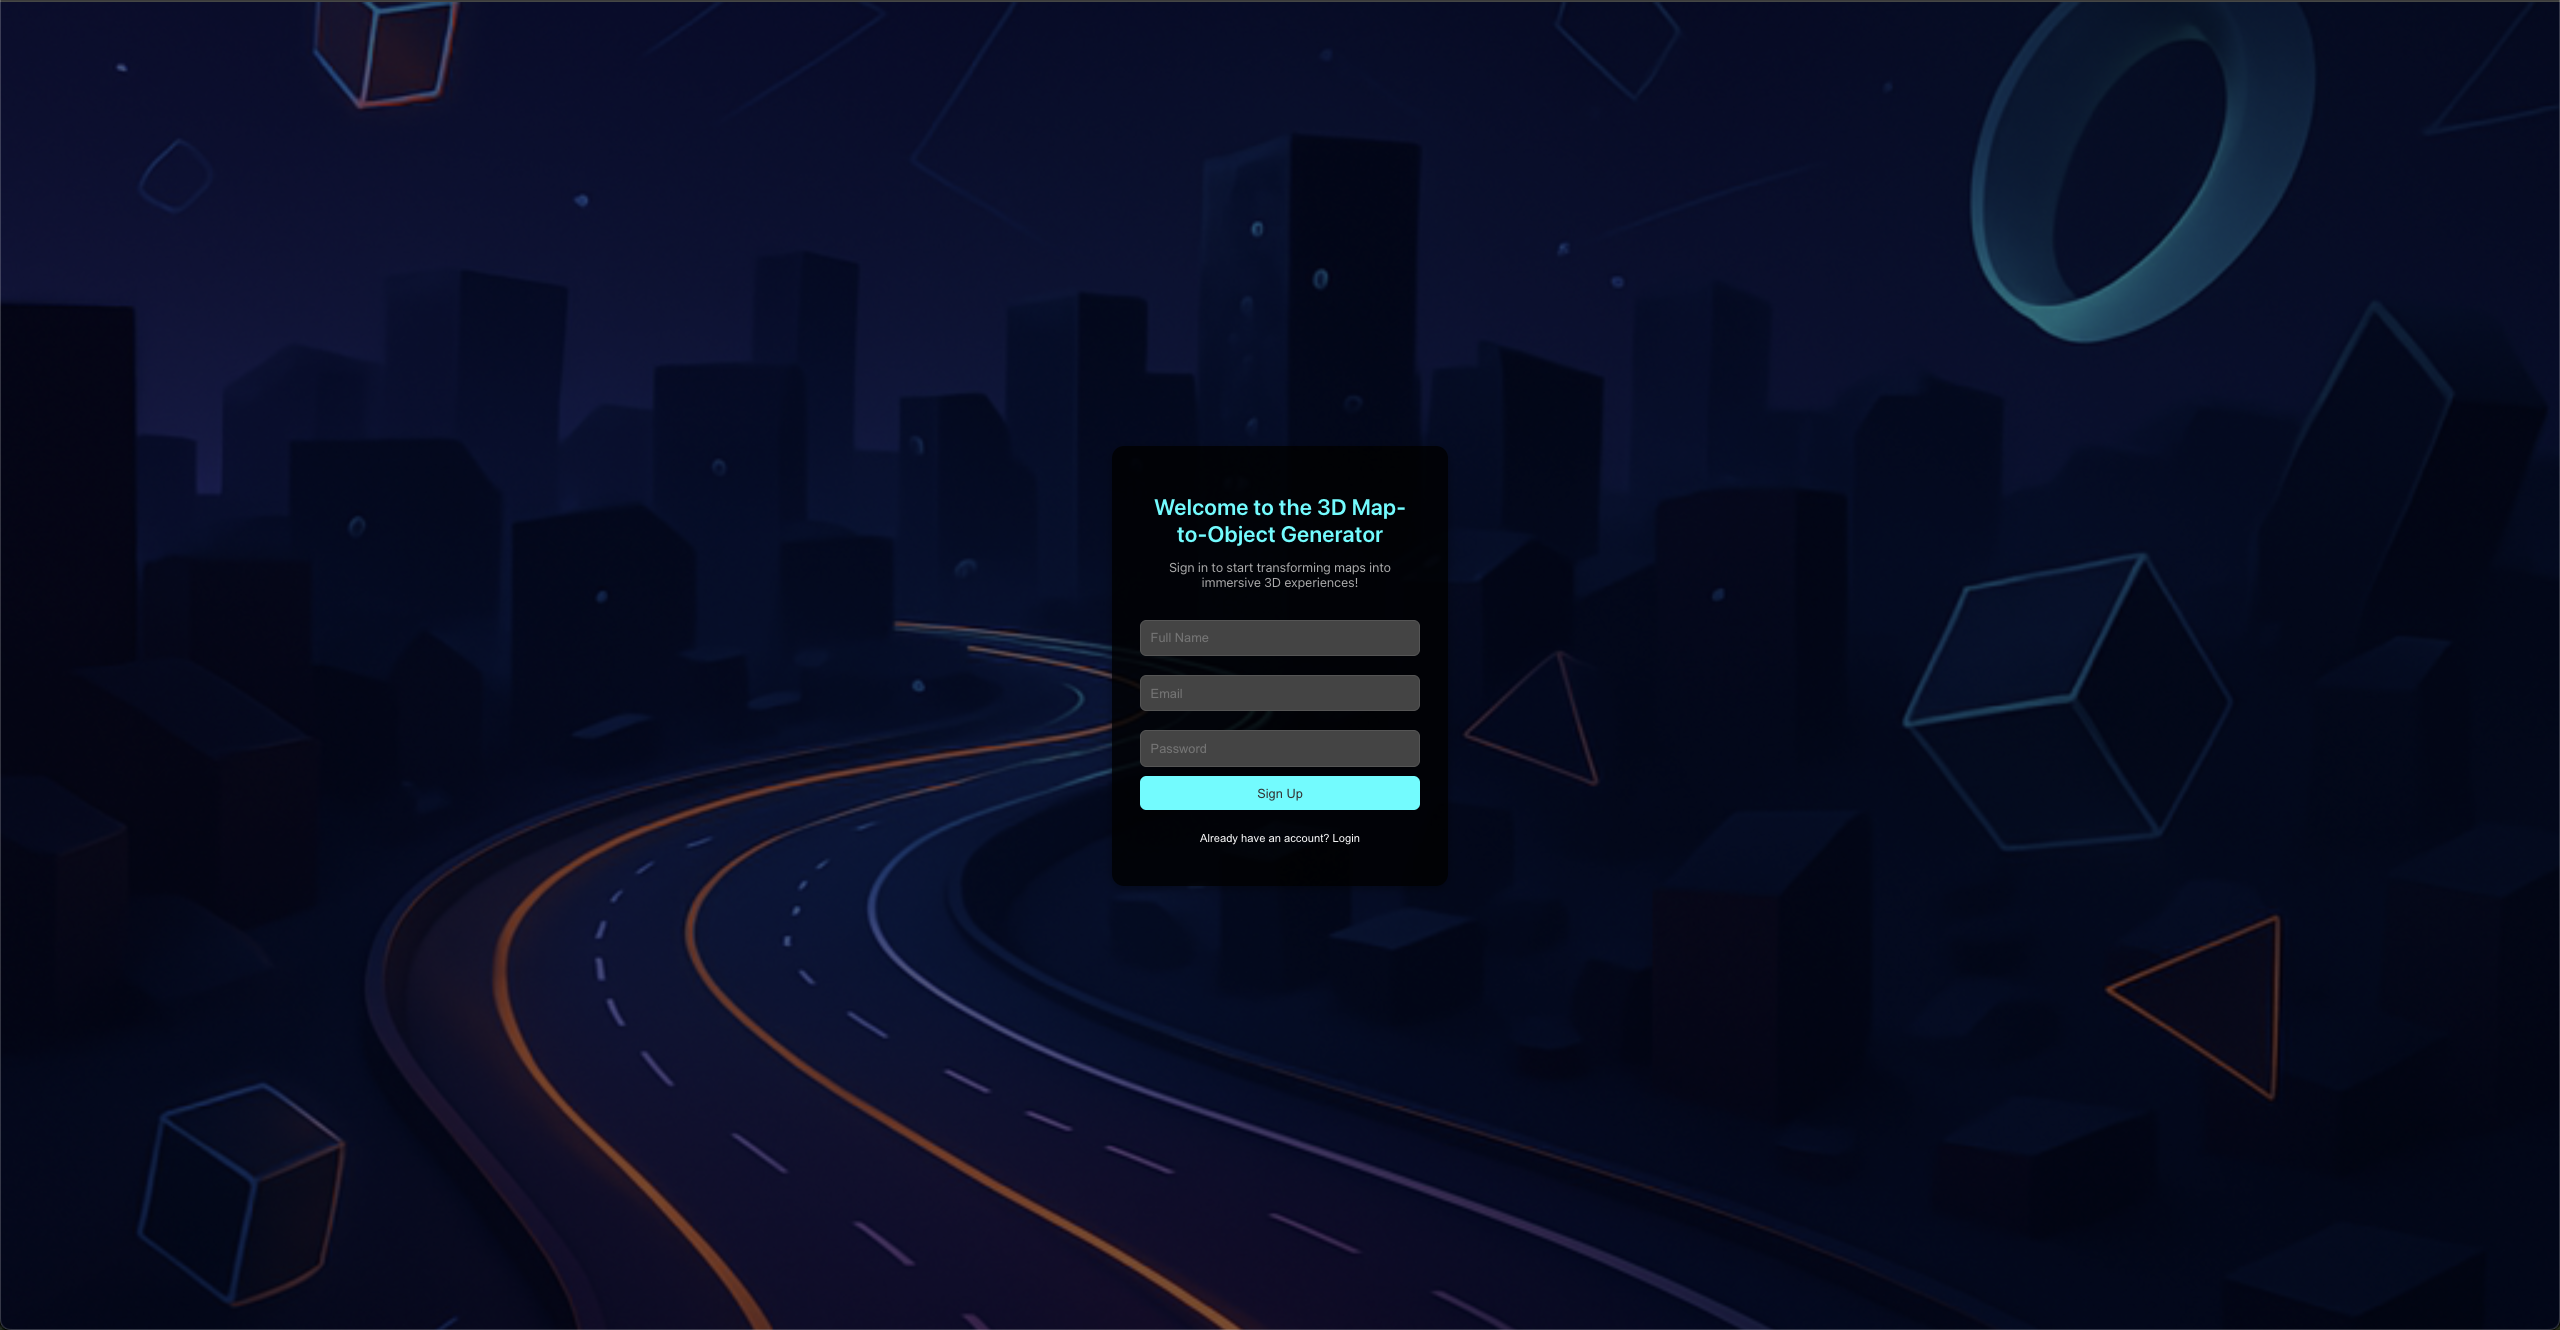 Welcome to the 3D Map-
to-Object Generator
Sign in to start transforming maps into
immersive 3D experiences!
Full Name
Email
Password
Sign Up
Already have an account? Login